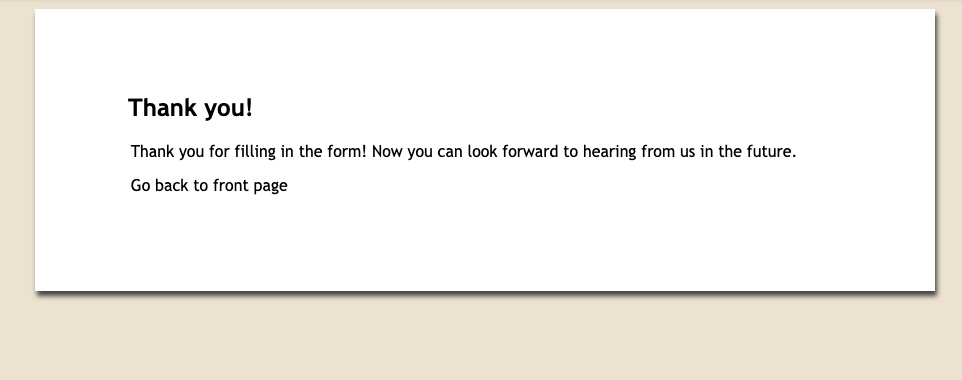 Thank you!
Thank you for filling in the form! Now you can look forward to hearing from us in the future.
Go back to front page